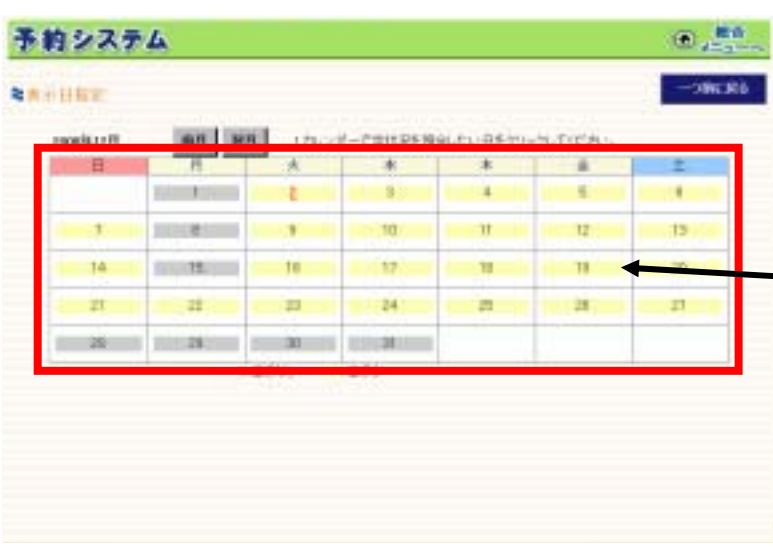 予約システム
総合
メニューへ
表示日指定
一つ前に戻る
前月 翌月
日 月 火 水 木 金 土
1 2 3 4 5 6
7 8 9 10 11 12 13
14 15 16 17 18 19 20
21 22 23 24 25 26 27
28 29 30 31